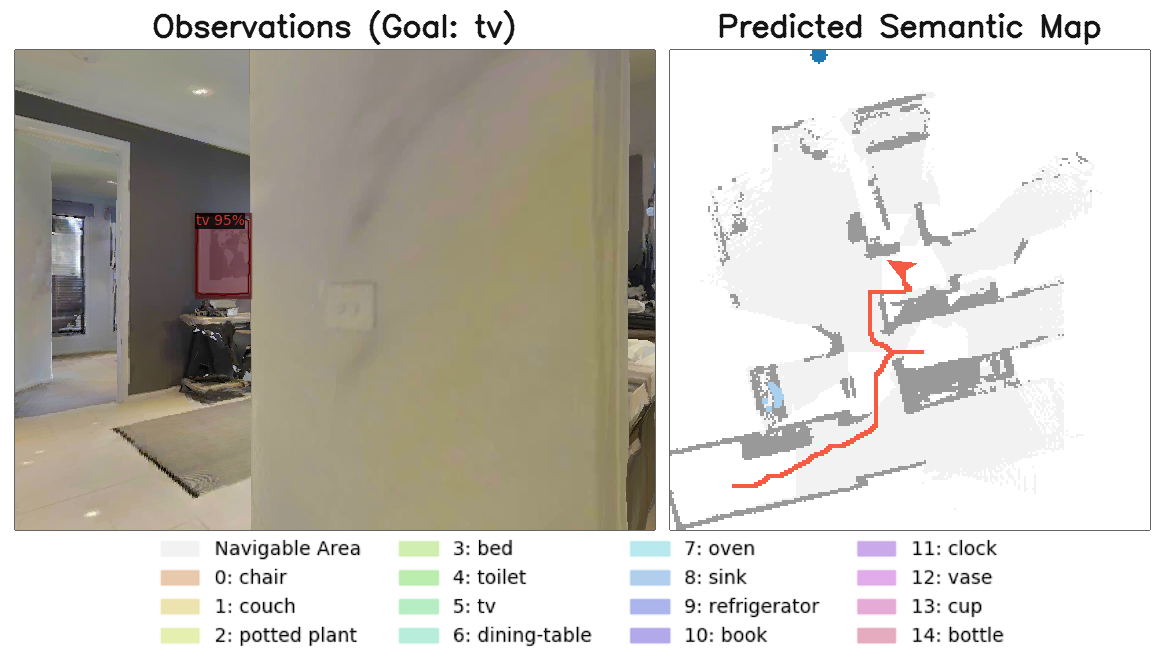 Observations (Goal: tv)
Predicted Semantic Map
tv 95%
Navigable Area
0: chair
1: couch
2: potted plant
3: bed
4: toilet
5: tv
6: dining-table
7: oven
8: sink
9: refrigerator
10: book
11: clock
12: vase
13: cup
14: bottle